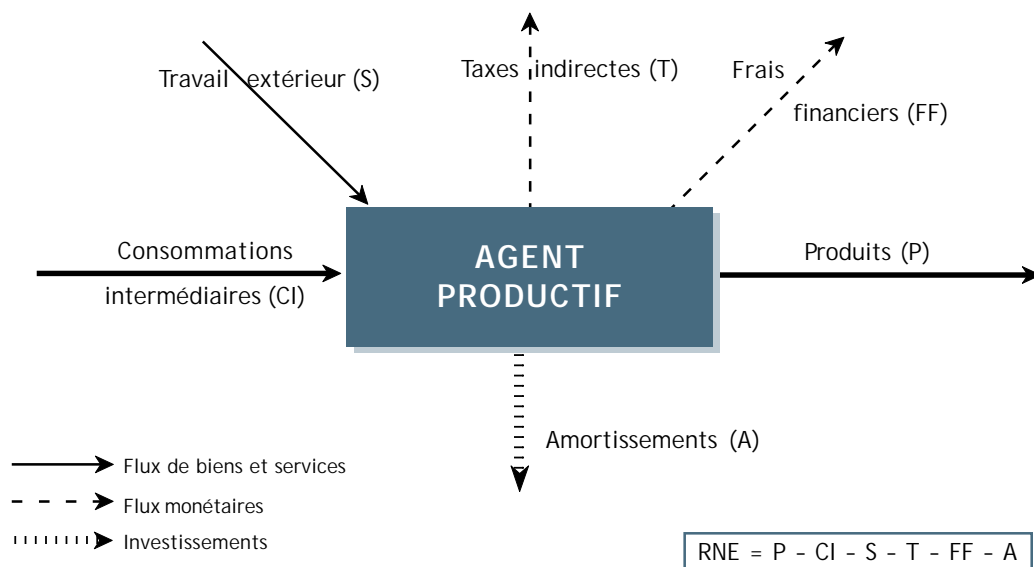 Travail extérieur (S)
Taxes indirectes (T)
Frais
financiers (FF)
Consommations
intermédiaires (CI)
AGENT
PRODUCTIF
Produits (P)
Amortissements (A)
Flux de biens et services
Flux monétaires
Investissements
RNE = P - CI - S - T - FF - A